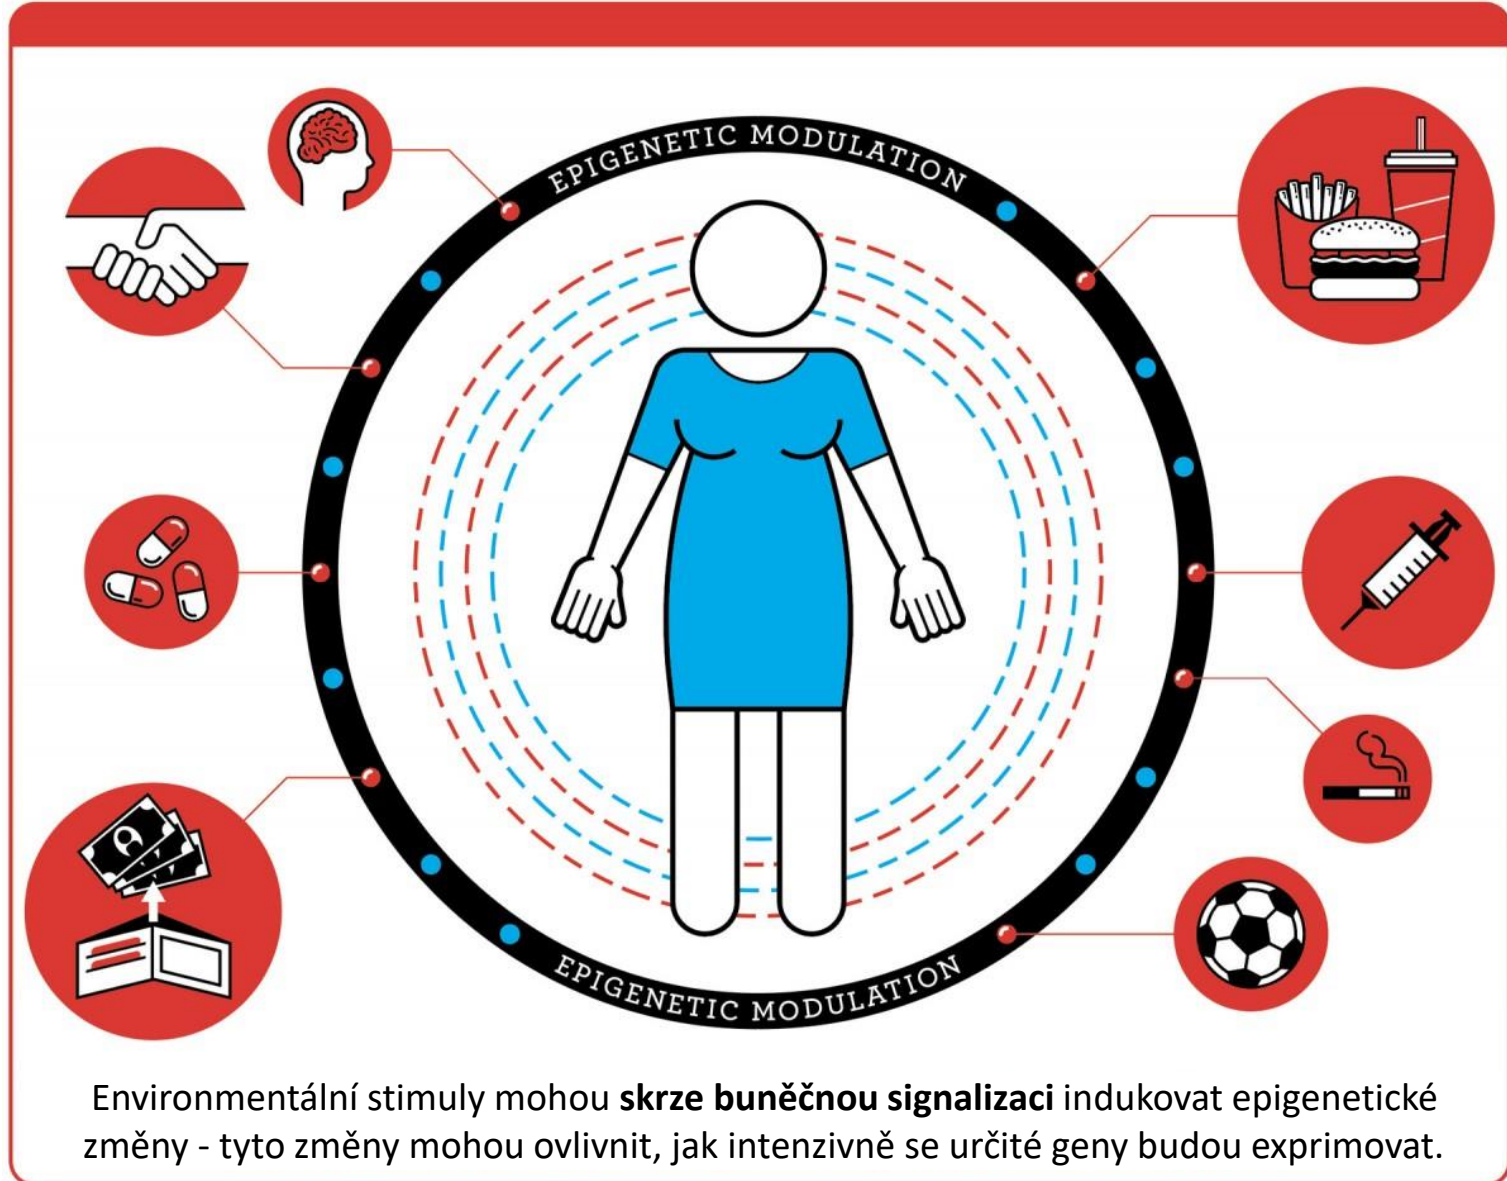 EPIGENETIC MODULATION
EPIGENETIC MODULATION
Environmentální stimuly mohou skrze buněčnou signalizaci indukovat epigenetické
změny - tyto změny mohou ovlivnit, jak intenzivně se určité geny budou exprimovat.